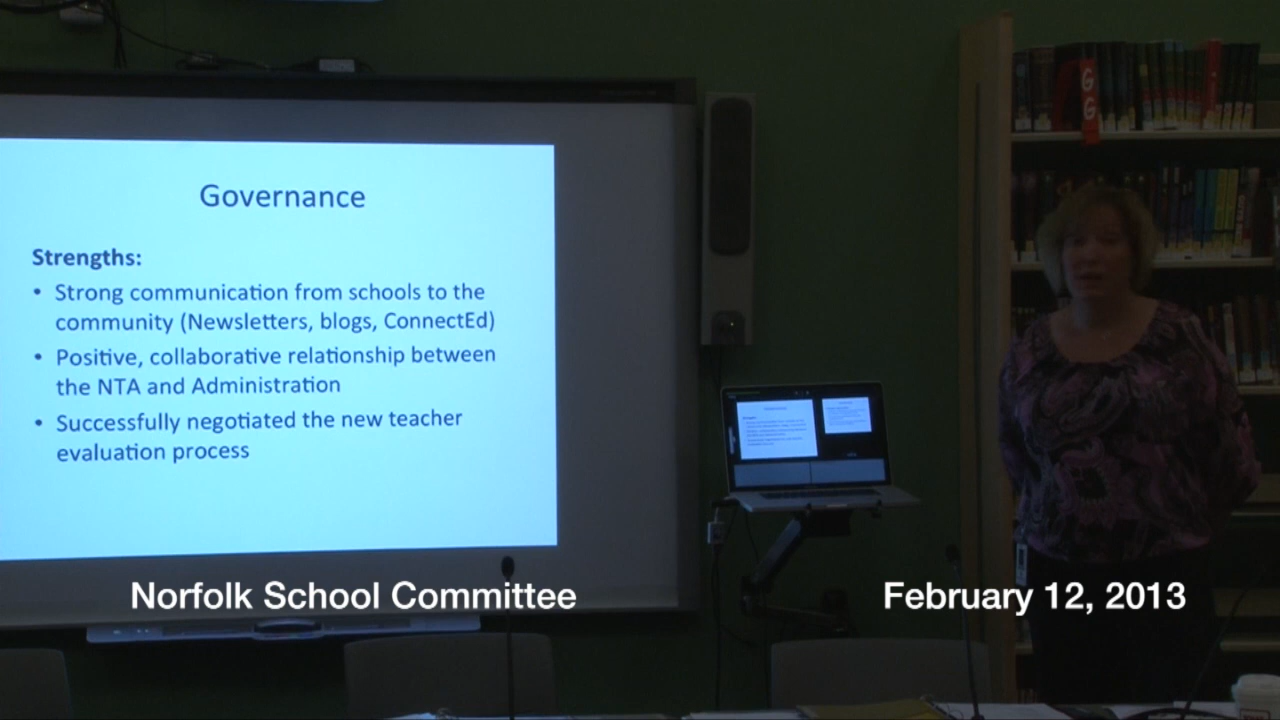 Governance
Strengths:
• Strong communication from schools to the
community (Newsletters, blogs, ConnectEd)
• Positive, collaborative relationship between
the NTA and Administration
• Successfully negotiated the new teacher
evaluation process
G
G
Norfolk School Committee
February 12, 2013